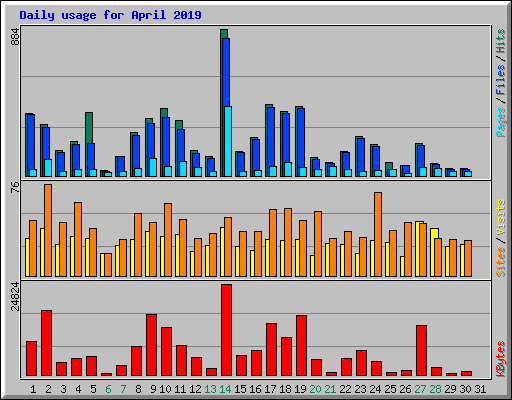 Daily usage for April 2019
884
Pages / Files / Hits
76
Sites / Visits
24824
KBytes
1 2 3 4 5 6 7 8 9 10 11 12 13 14 15 16 17 18 19 20 21 22 23 24 25 26 27 28 29 30 31